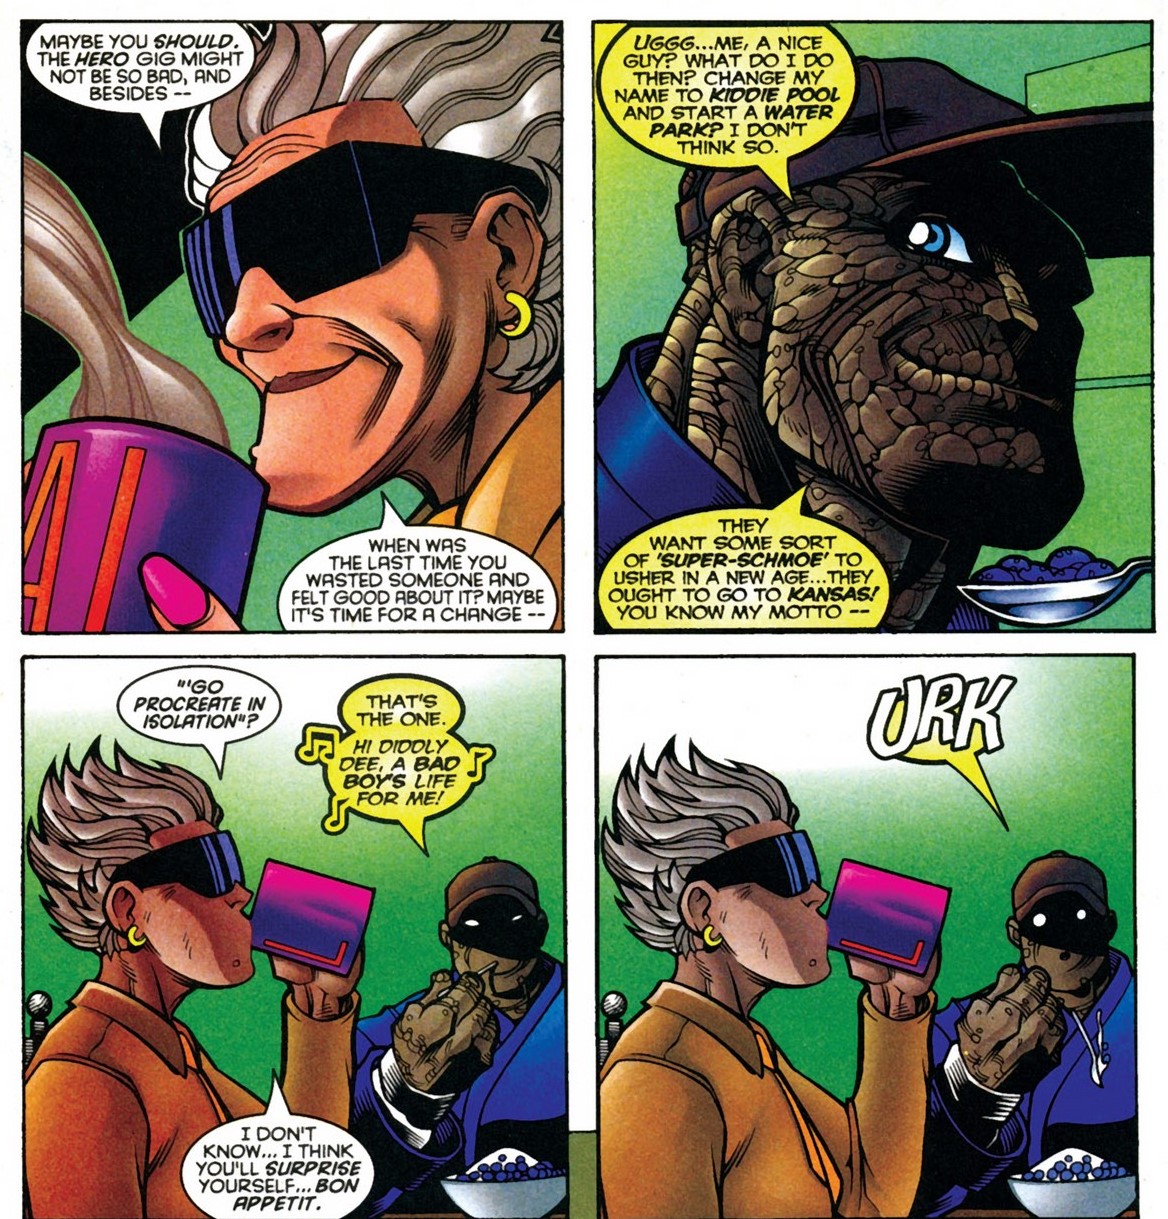 MAYBE YOU SHOULD.
THE HERO GIG MIGHT
NOT BE SO BAD, AND
BESIDES --
WHEN WAS
THE LAST TIME YOU
WASTED SOMEONE AND
FELT GOOD ABOUT IT? MAYBE
IT'S TIME FOR A CHANGE --
UGGG...ME, A NICE
GUY? WHAT DO I DO
THEN? CHANGE MY
NAME TO KIDDIE POOL
AND START A WATER
PARK? I DON'T
THINK SO.
THEY
WANT SOME SORT
OF 'SUPER-SCHMOE' TO
USHER IN A NEW AGE...THEY
OUGHT TO GO TO KANSAS!
YOU KNOW MY MOTTO --
"'GO
PROCREATE IN
ISOLATION"?
THAT'S
THE ONE.
HI DIDDLY
DEE, A BAD
BOY'S LIFE
FOR ME!
I DON'T
KNOW... I THINK
YOU'LL SURPRISE
YOURSELF... BON
APPETIT.
URK